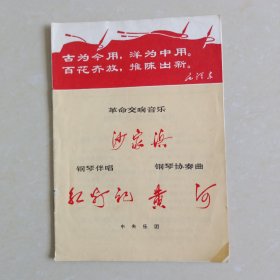 古为今用，洋为中用。
百花齐放，推陈出新。
毛泽东
革命交响音乐
沙家浜
钢琴伴唱 钢琴协奏曲
红灯记 黄河
中央乐团